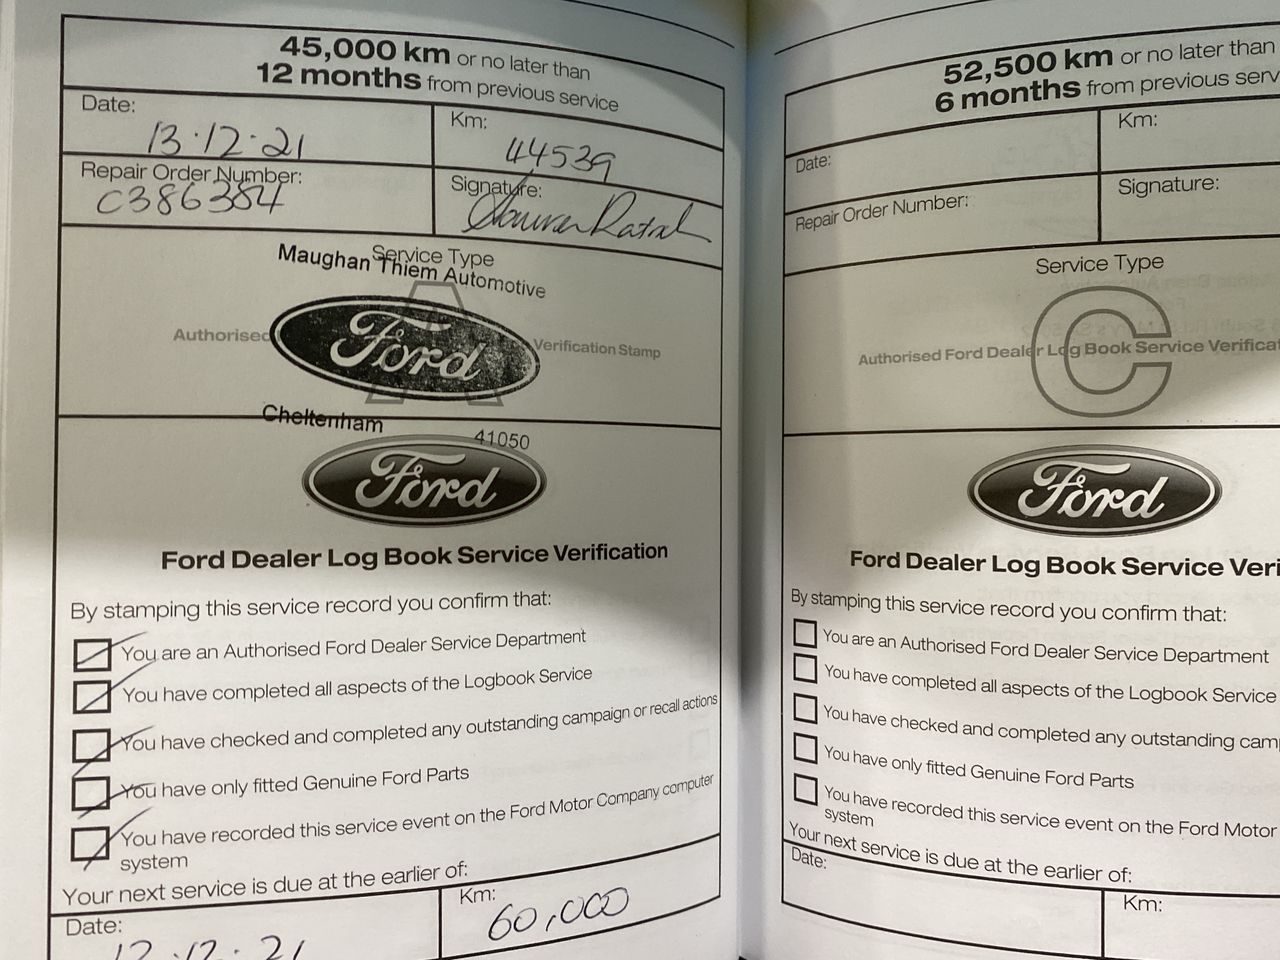 45,000 km or no later than
12 months from previous service
Date:
13.12.21
Km:
44539
Repair Order Number:
C386384
Signature:
Service Type
Maughan Thiem Automotive
A
Authorised
Ford
Verification Stamp
Cheltenham
41050
Ford
Ford Dealer Log Book Service Verification
By stamping this service record you confirm that:
You are an Authorised Ford Dealer Service Department
You have completed all aspects of the Logbook Service
You have checked and completed any outstanding campaign or recall actions
You have only fitted Genuine Ford Parts
You have recorded this service event on the Ford Motor Company computer
system
Your next service is due at the earlier of:
Date:
Km:
60,000
52,500 km or no later than
6 months from previous serv
Date:
Km:
Repair Order Number:
Signature:
Service Type
C
Authorised Ford Dealer Log Book Service Verificat
Ford
Ford Dealer Log Book Service Veri
By stamping this service record you confirm that:
You are an Authorised Ford Dealer Service Department
You have completed all aspects of the Logbook Service
You have checked and completed any outstanding cam
You have only fitted Genuine Ford Parts
You have recorded this service event on the Ford Motor
system
Your next service is due at the earlier of:
Date:
Km: